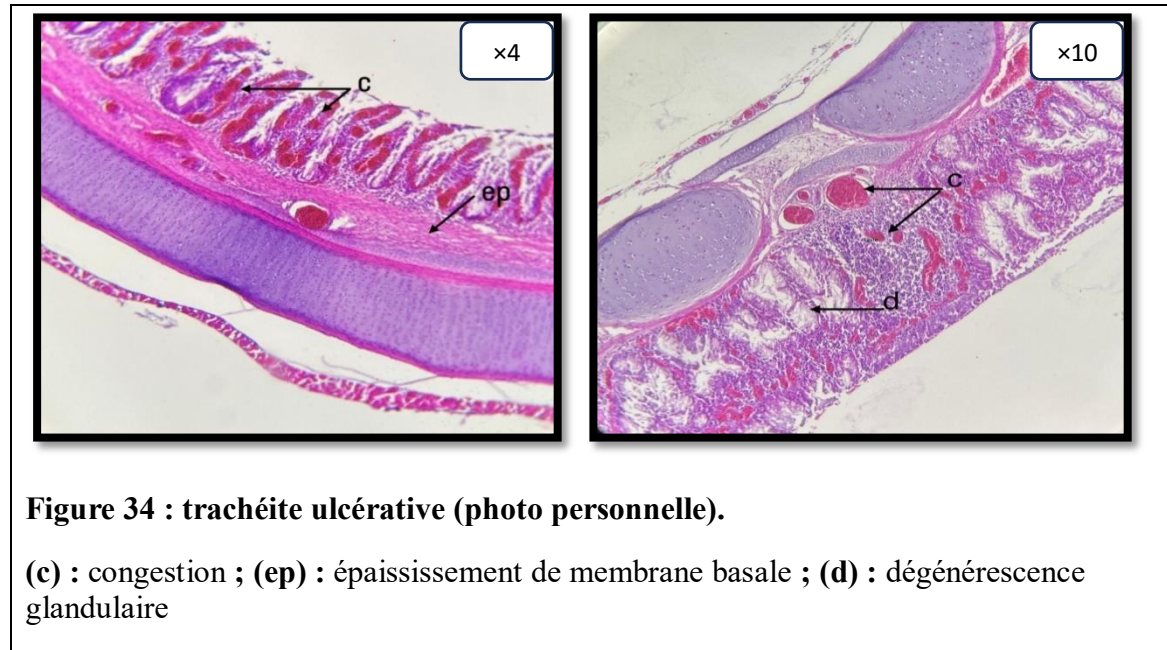 ×4
c
ep
×10
c
d
Figure 34 : trachéite ulcérative (photo personnelle).
(c) : congestion ; (ep) : épaississement de membrane basale ; (d) : dégénérescence
glandulaire